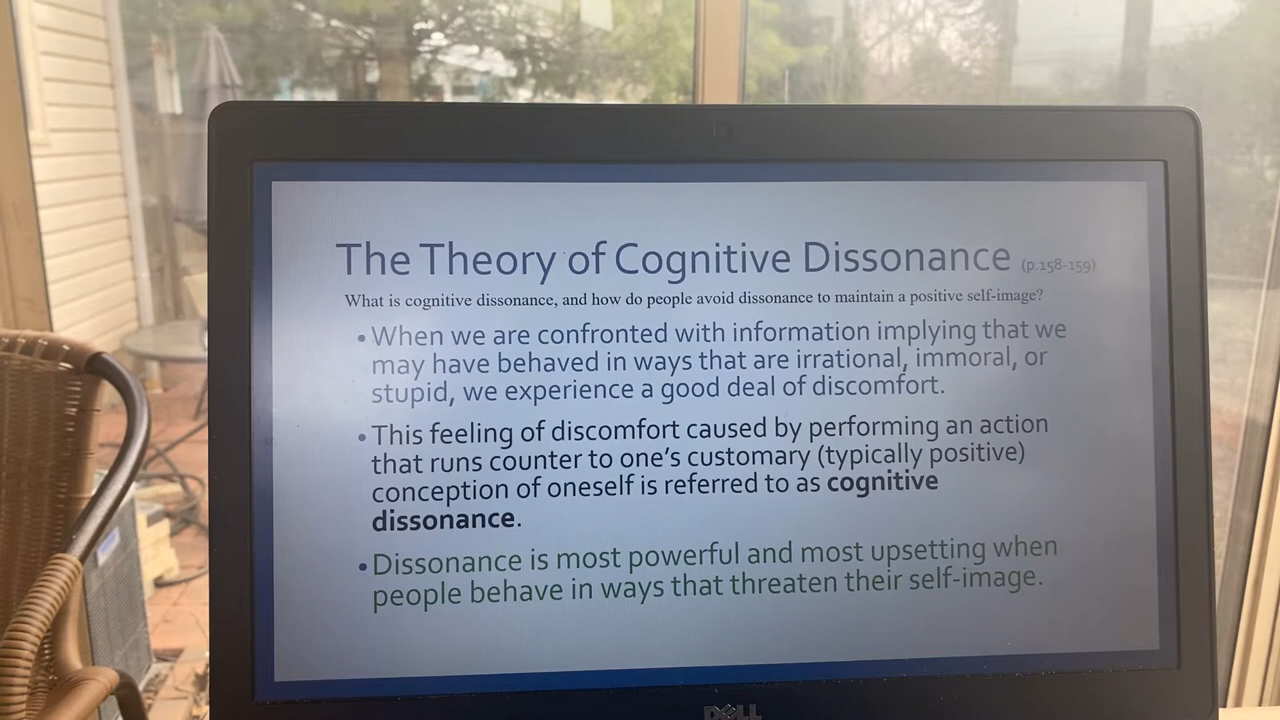 The Theory of Cognitive Dissonance (p.158-159)
What is cognitive dissonance, and how do people avoid dissonance to maintain a positive self-image?
• When we are confronted with information implying that we
may have behaved in ways that are irrational, immoral, or
stupid, we experience a good deal of discomfort.
• This feeling of discomfort caused by performing an action
that runs counter to one's customary (typically positive)
conception of oneself is referred to as cognitive
dissonance.
• Dissonance is most powerful and most upsetting when
people behave in ways that threaten their self-image.
DELL